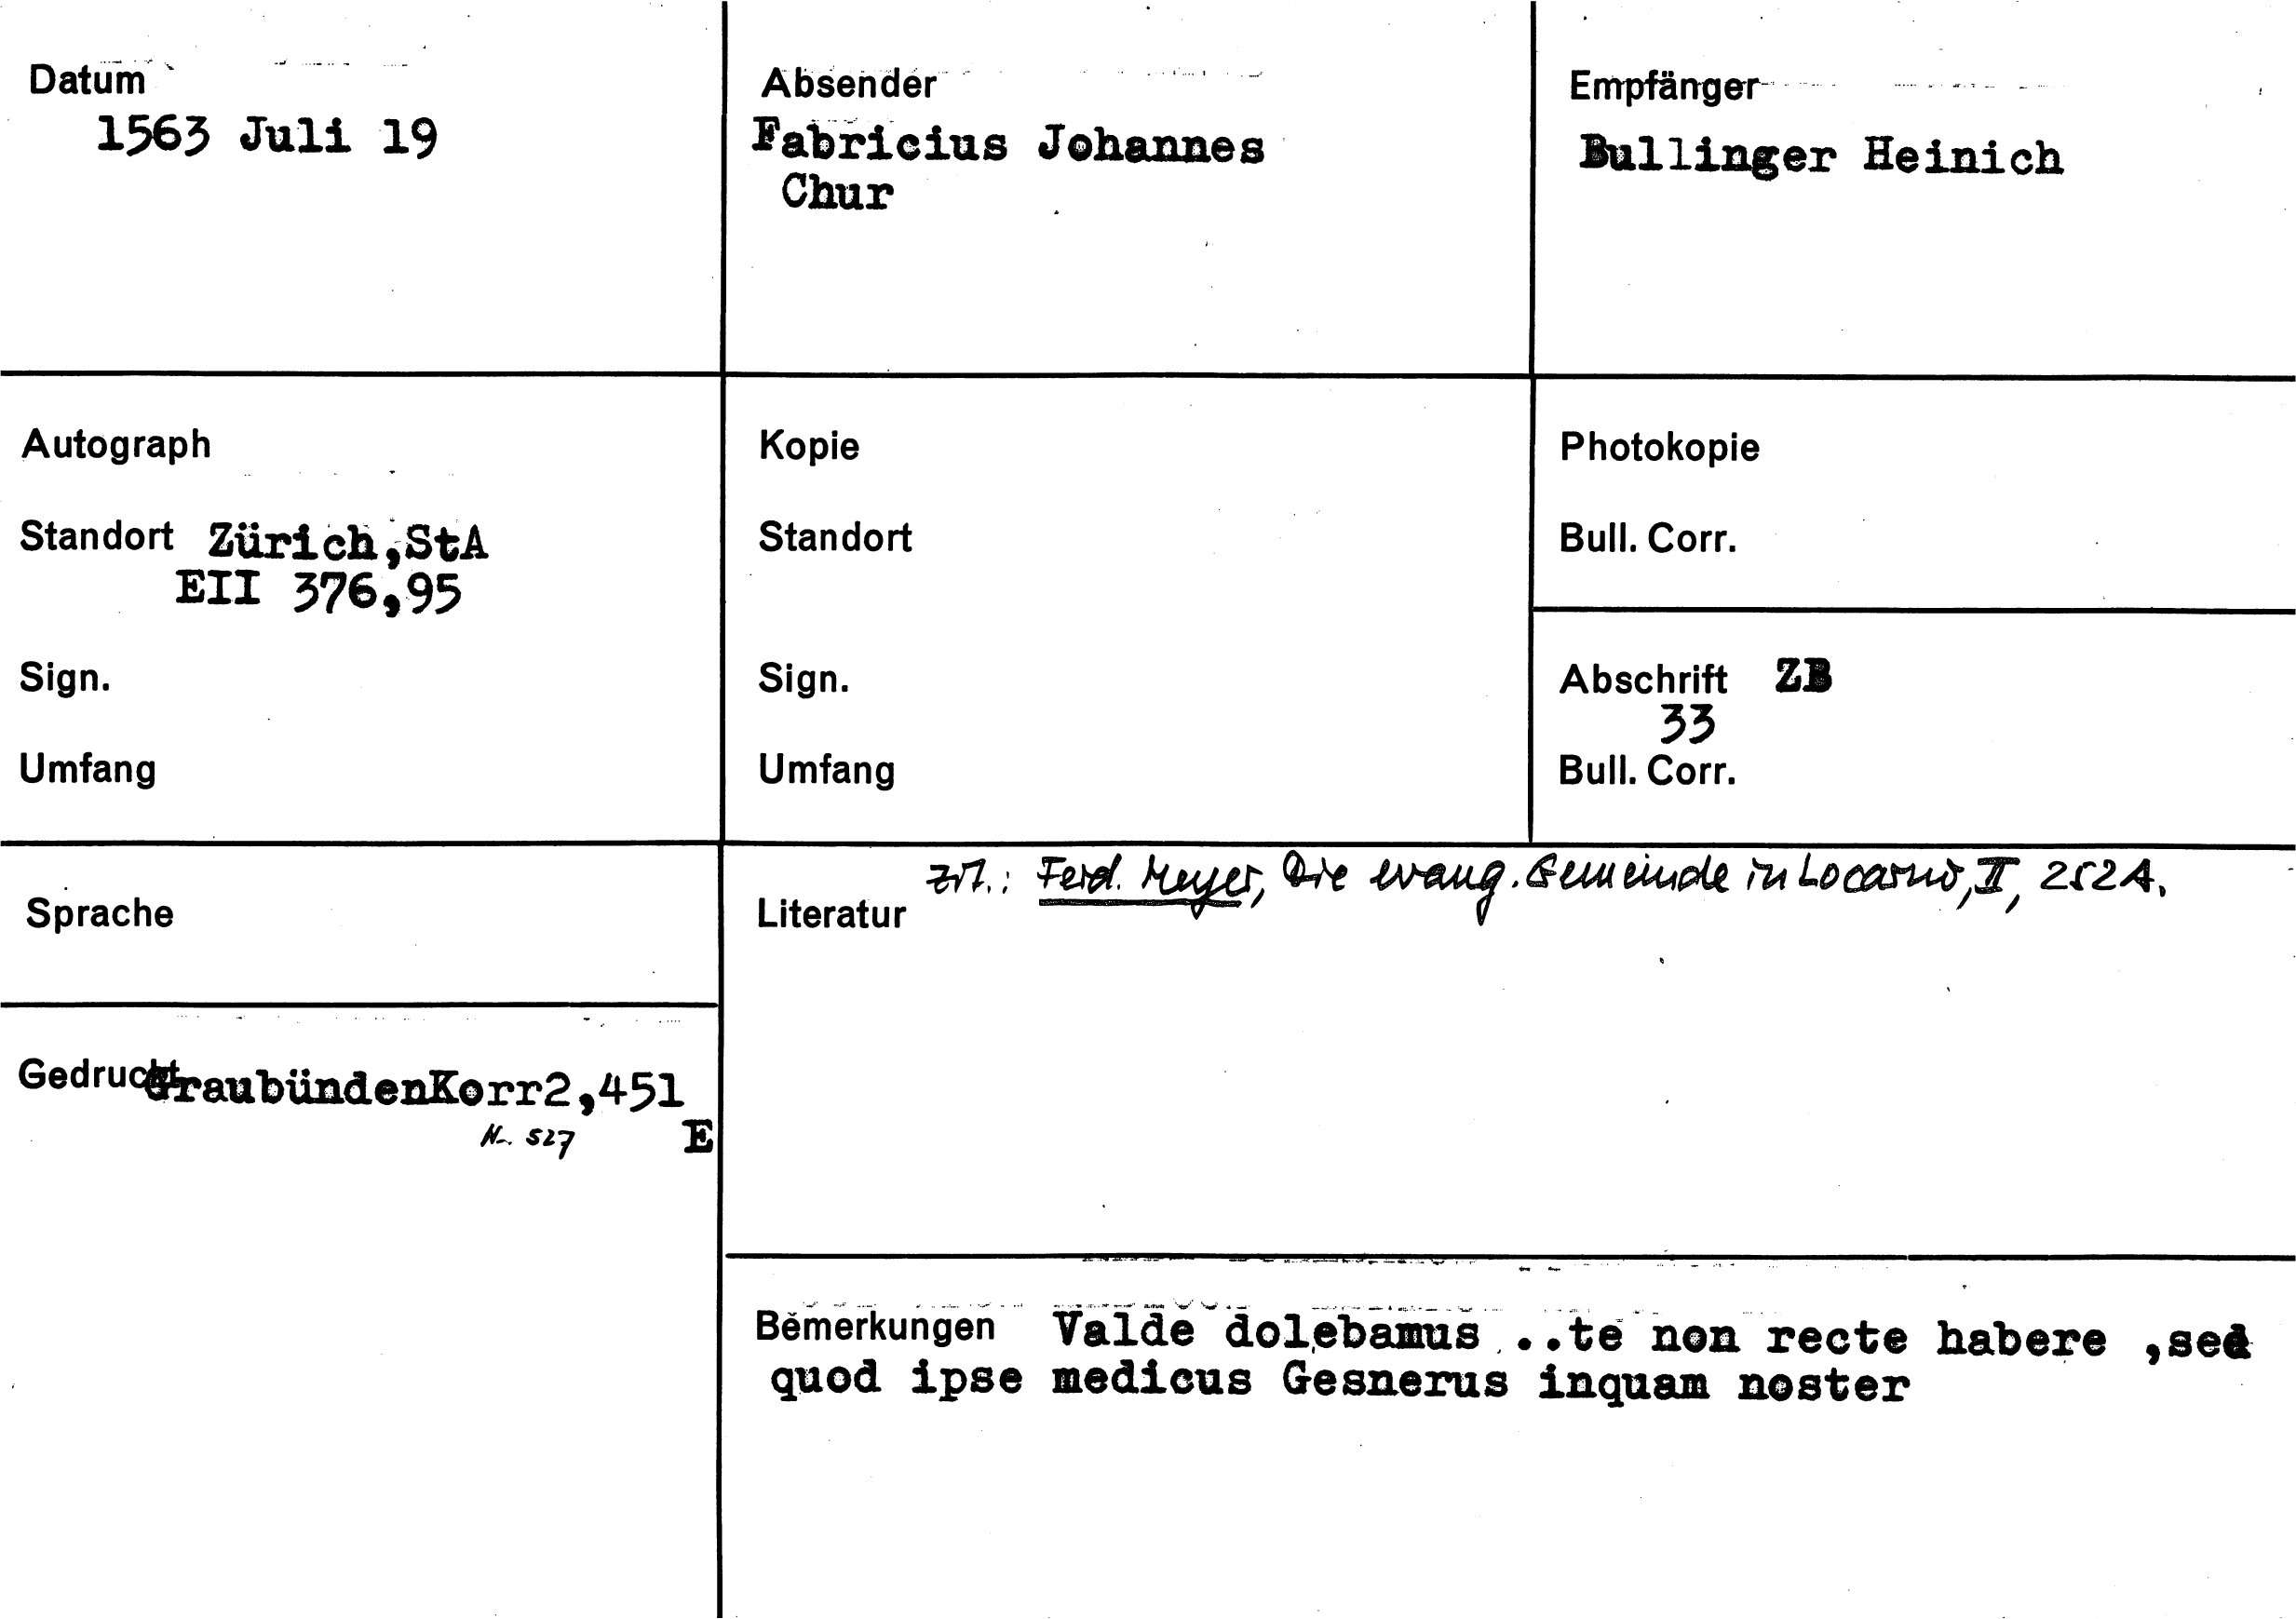 Datum
1563 Juli 19
Absender
Fabricius Johannes
Chur
Empfänger
Bullinger Heinich
Autograph
Standort Zürich,StA
EII 376,95
Sign.
Umfang
Kopie
Standort
Sign.
Umfang
Photokopie
Bull. Corr.
Abschrift ZB
33
Bull. Corr.
Sprache
Gedruckt GraubündenKorr2,451
Nr. 527 E
zit.: Ferd. Meyer, Die evang. Gemeinde in Locarno, II, 252 A.
Literatur
Bemerkungen Valde dolebamus ..te non recte habere ,sed
quod ipse medicus Gesnerus inquam noster